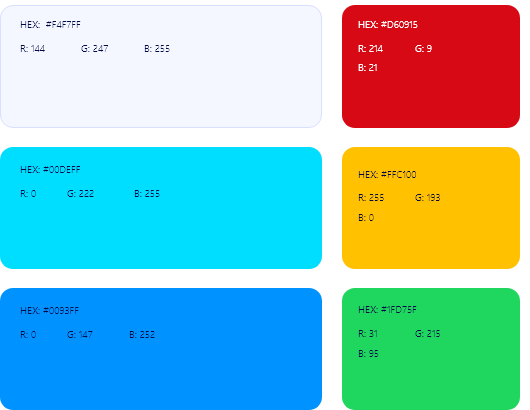 HEX: #F4F7FF
R: 144 G: 247 B: 255
HEX: #D60915
R: 214 G: 9
B: 21
HEX: #00DEFF
R: 0 G: 222 B: 255
HEX: #FFC100
R: 255 G: 193
B: 0
HEX: #0093FF
R: 0 G: 147 B: 252
HEX: #1FD75F
R: 31 G: 215
B: 95